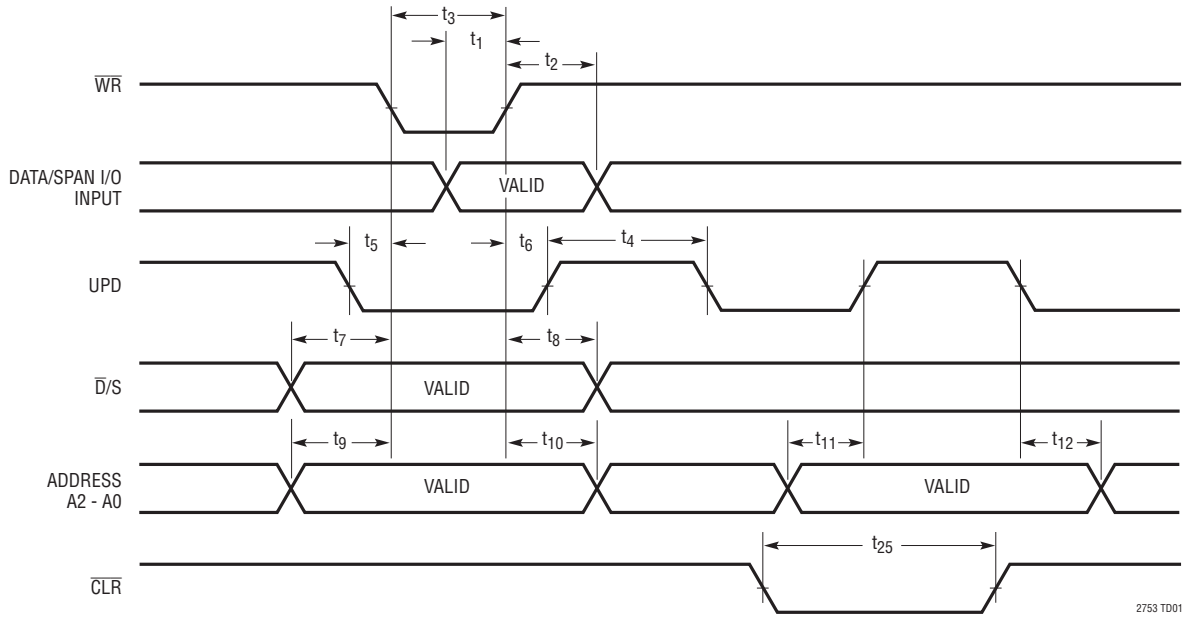 t3
t1
t2
WR
DATA/SPAN I/O
INPUT
VALID
t5
t6
t4
UPD
t7
t8
D/S
VALID
t9
t10
t11
t12
ADDRESS
A2 - A0
VALID
VALID
t25
CLR
2753 TD01